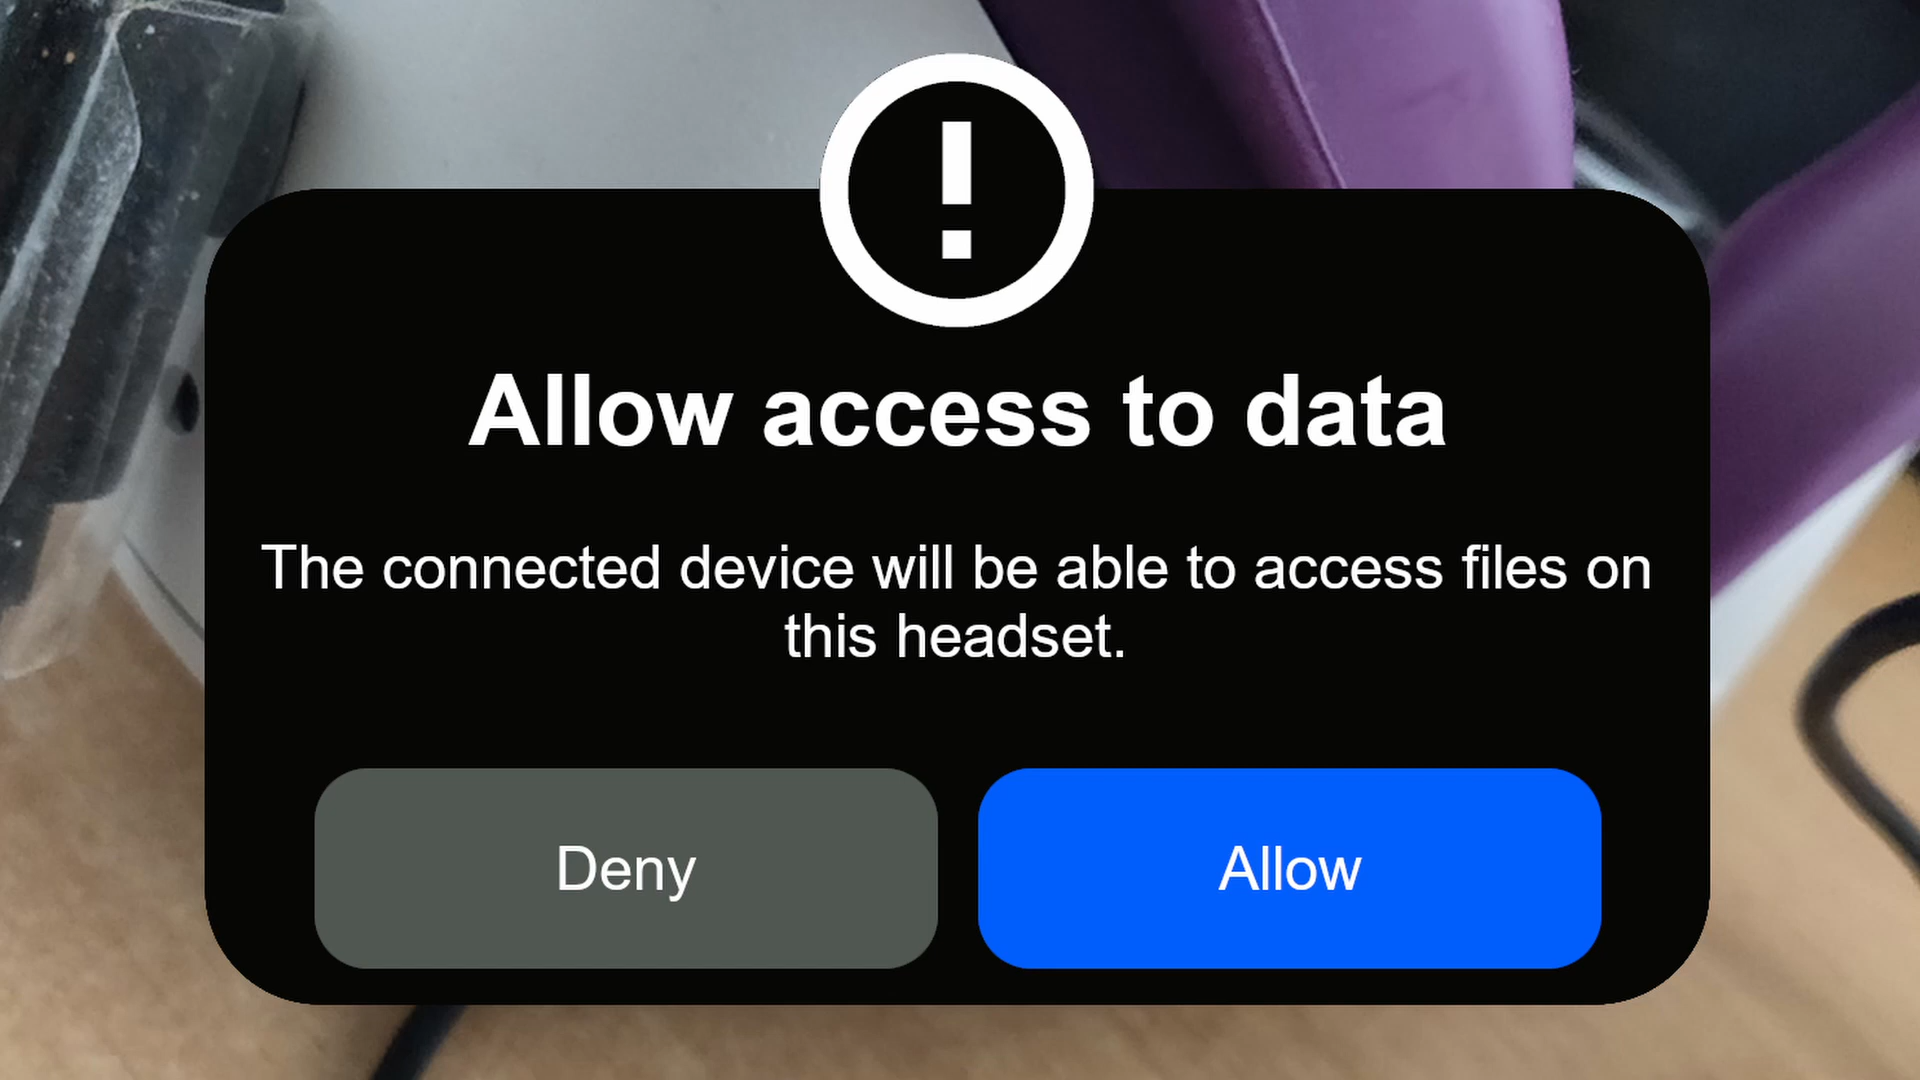 !
Allow access to data
The connected device will be able to access files on
this headset.
Deny
Allow